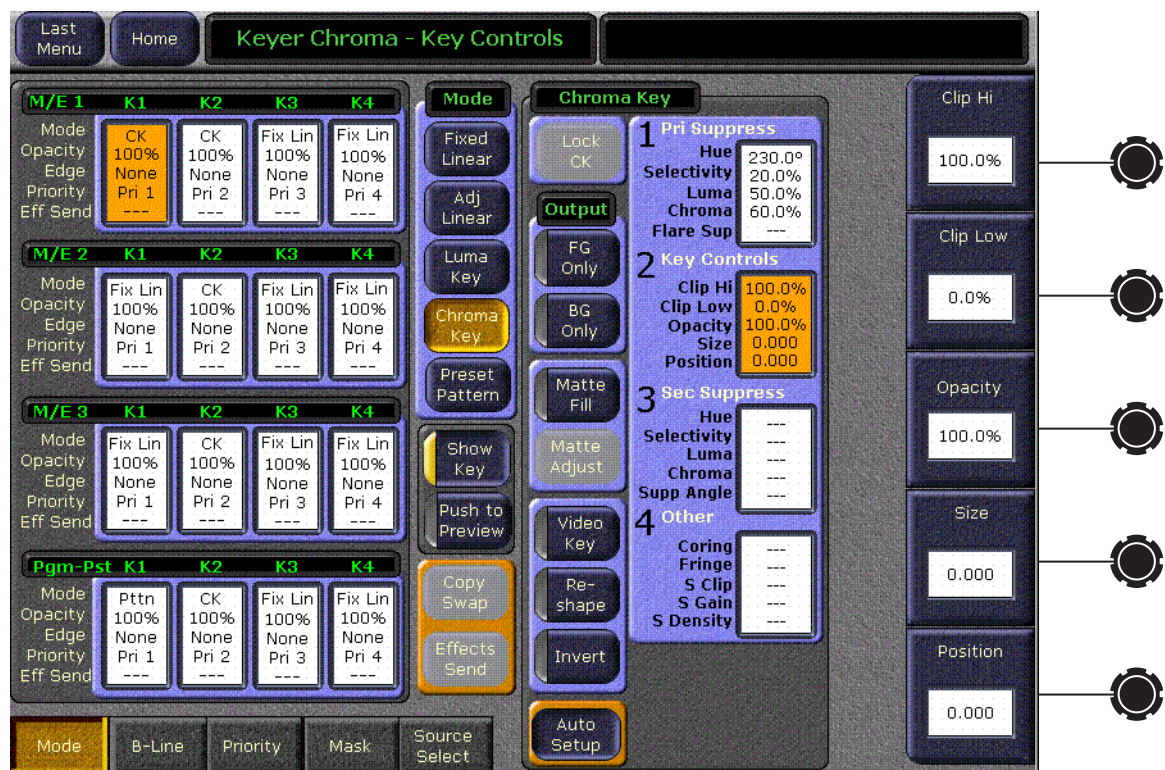 Last
Menu
Home
Keyer Chroma - Key Controls
M/E 1 K1 K2 K3 K4
Mode CK CK Fix Lin Fix Lin
Opacity 100% 100% 100% 100%
Edge None None None None
Priority Pri 1 Pri 2 Pri 3 Pri 4
Eff Send --- --- --- ---
M/E 2 K1 K2 K3 K4
Mode Fix Lin CK Fix Lin Fix Lin
Opacity 100% 100% 100% 100%
Edge None None None None
Priority Pri 1 Pri 2 Pri 3 Pri 4
Eff Send --- --- --- ---
M/E 3 K1 K2 K3 K4
Mode Fix Lin CK Fix Lin Fix Lin
Opacity 100% 100% 100% 100%
Edge None None None None
Priority Pri 1 Pri 2 Pri 3 Pri 4
Eff Send --- --- --- ---
Pgm-Pst K1 K2 K3 K4
Mode Pttn CK Fix Lin Fix Lin
Opacity 100% 100% 100% 100%
Edge None None None None
Priority Pri 1 Pri 2 Pri 3 Pri 4
Eff Send --- --- --- ---
Mode
Fixed
Linear
Adj
Linear
Luma
Key
Chroma
Key
Preset
Pattern
Show
Key
Push to
Preview
Copy
Swap
Effects
Send
Chroma Key
Lock
CK
Output
FG
Only
BG
Only
Matte
Fill
Matte
Adjust
Video
Key
Re-
shape
Invert
Auto
Setup
1 Pri Suppress
Hue 230.0°
Selectivity 20.0%
Luma 50.0%
Chroma 60.0%
Flare Sup ---
2 Key Controls
Clip Hi 100.0%
Clip Low 0.0%
Opacity 100.0%
Size 0.000
Position 0.000
3 Sec Suppress
Hue ---
Selectivity ---
Luma ---
Chroma ---
Supp Angle ---
4 Other
Coring ---
Fringe ---
S Clip ---
S Gain ---
S Density ---
Clip Hi
100.0%
Clip Low
0.0%
Opacity
100.0%
Size
0.000
Position
0.000
Mode
B-Line
Priority
Mask
Source
Select